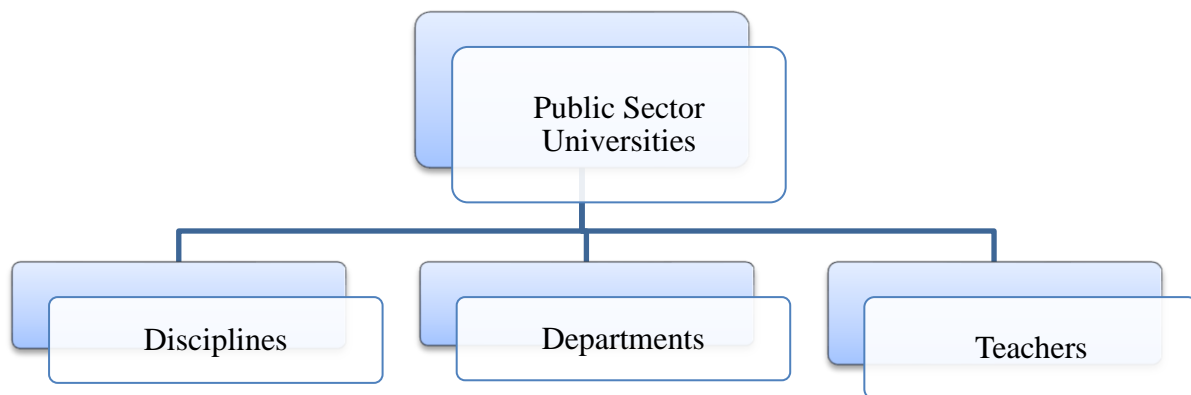 Public Sector
Universities
Disciplines
Departments
Teachers